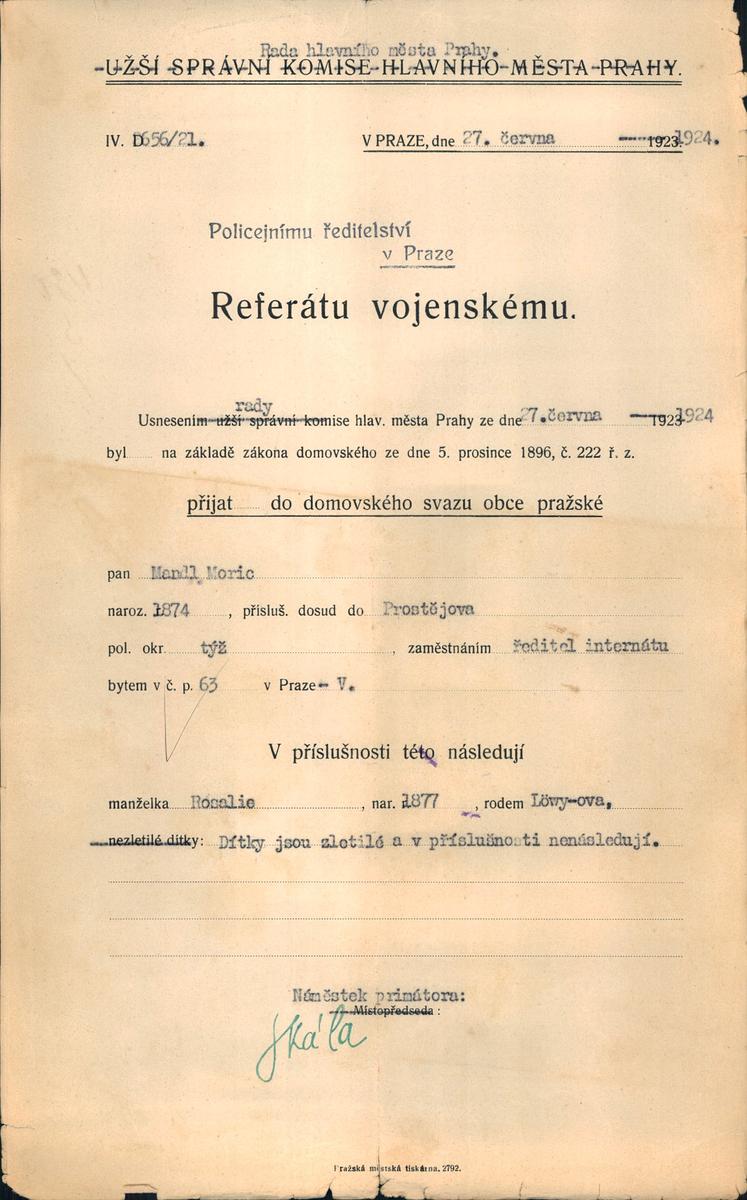 Rada hlavního města Prahy.
UŽŠÍ SPRÁVNÍ KOMISE HLAVNÍHO MĚSTA PRAHY.
IV. D 2656/21. V PRAZE, dne 27. června 1923 1924.
Policejnímu ředitelství
v Praze
Referátu vojenskému.
rady
Usnesením užší správní komise hlav. města Prahy ze dne 27. června 1923 1924
byl na základě zákona domovského ze dne 5. prosince 1896, č. 222 ř. z.
přijat do domovského svazu obce pražské
pan Mandl Moric
naroz. 1874, přísluš. dosud do Prostějova
pol. okr. týž, zaměstnáním ředitel internátu
bytem v č. p. 63 v Praze - V.
V příslušnosti této následují
manželka Rosalie, nar. 1877, rodem Löwy-ova,
nezletilé dítky: Dítky jsou zletilé a v příslušnosti nenásledují.
Náměstek primátora:
Místopředseda:
Skála
Pražská městská tiskárna. 2792.